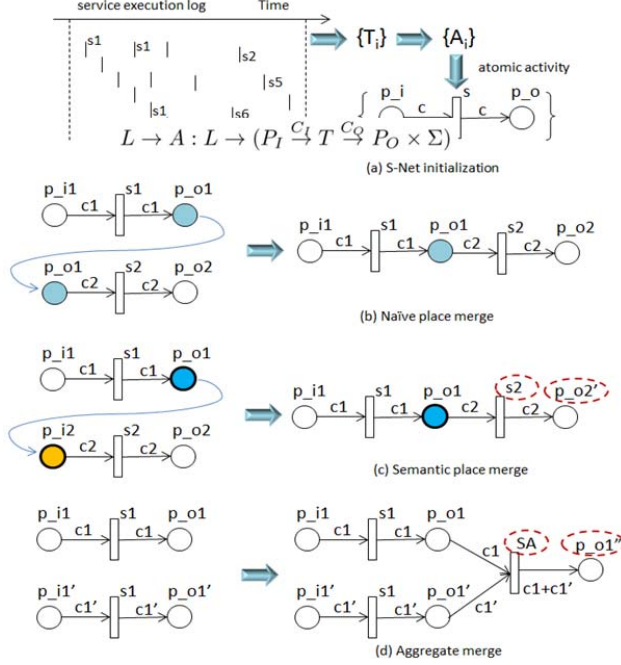 service execution log Time
s1 s1 s2 s5 s1 s6
{Tᵢ} {Aᵢ}
atomic activity
p_i s p_o
c c
L → A : L → (P_I →^{C_I} T →^{C_O} P_O × Σ)
(a) S-Net initialization
p_i1 s1 p_o1
c1 c1
p_o1 s2 p_o2
c2 c2
p_i1 s1 p_o1 s2 p_o2
c1 c1 c2 c2
(b) Naïve place merge
p_i1 s1 p_o1
c1 c1
p_i2 s2 p_o2
c2 c2
p_i1 s1 p_o1 s2 p_o2'
c1 c1 c2 c2
(c) Semantic place merge
p_i1 s1 p_o1
c1 c1
p_i1' s1 p_o1'
c1' c1'
p_i1 s1 p_o1
c1 c1 c1
SA p_o1"
p_i1' s1 p_o1'
c1' c1' c1'
c1+c1'
(d) Aggregate merge